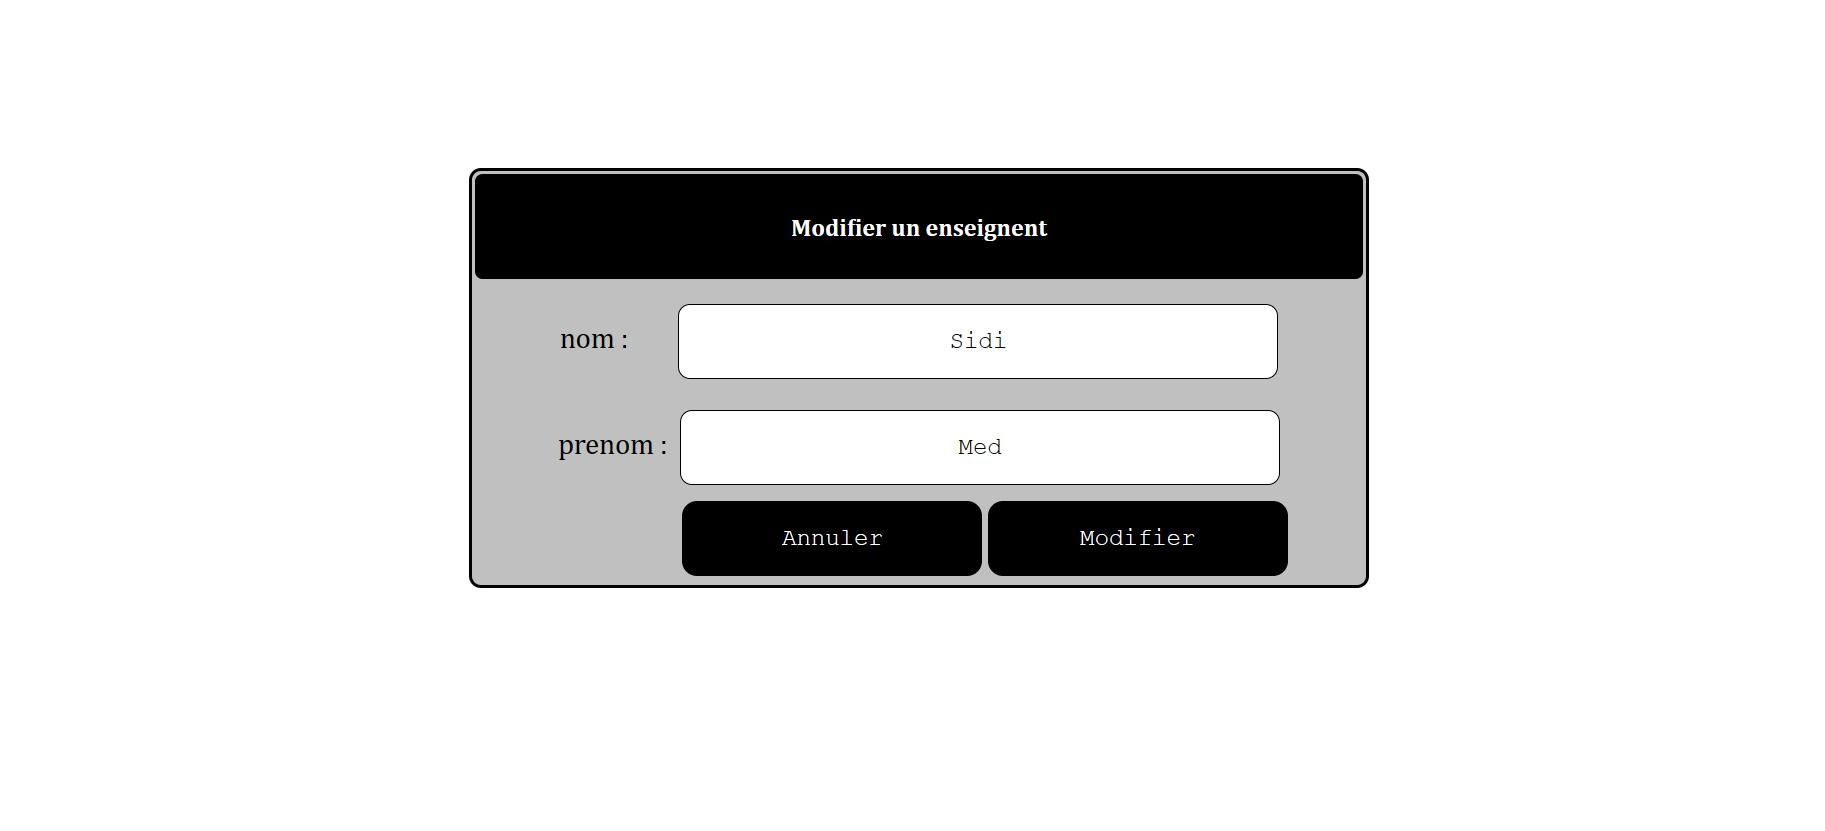 Modifier un enseignent
nom : Sidi
prenom : Med
Annuler Modifier